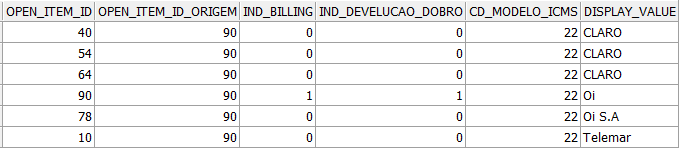 OPEN_ITEM_ID OPEN_ITEM_ID_ORIGEM IND_BILLING IND_DEVELUCAO_DOBRO CD_MODELO_ICMS DISPLAY_VALUE
40 90 0 0 22 CLARO
54 90 0 0 22 CLARO
64 90 0 0 22 CLARO
90 90 1 1 22 Oi
78 90 0 0 22 Oi S.A
10 90 0 0 22 Telemar